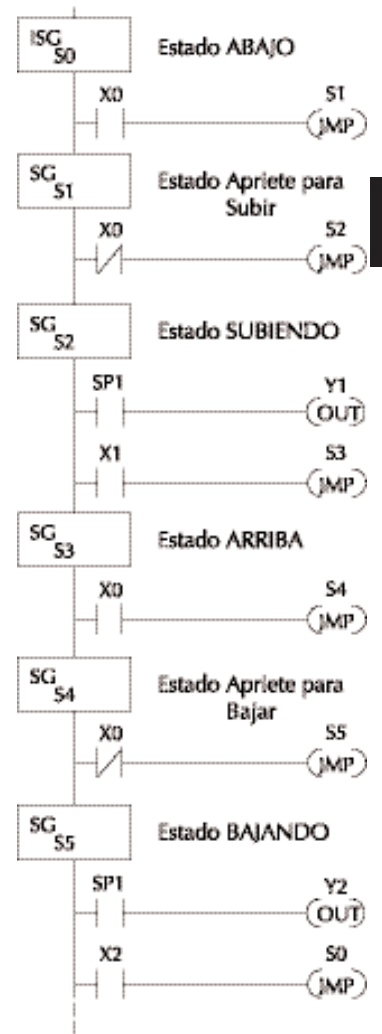 ISG
S0
Estado ABAJO
X0
S1
JMP
SG
S1
Estado Apriete para
Subir
X0
S2
JMP
SG
S2
Estado SUBIENDO
SP1
Y1
OUT
X1
S3
JMP
SG
S3
Estado ARRIBA
X0
S4
JMP
SG
S4
Estado Apriete para
Bajar
X0
S5
JMP
SG
S5
Estado BAJANDO
SP1
Y2
OUT
X2
S0
JMP